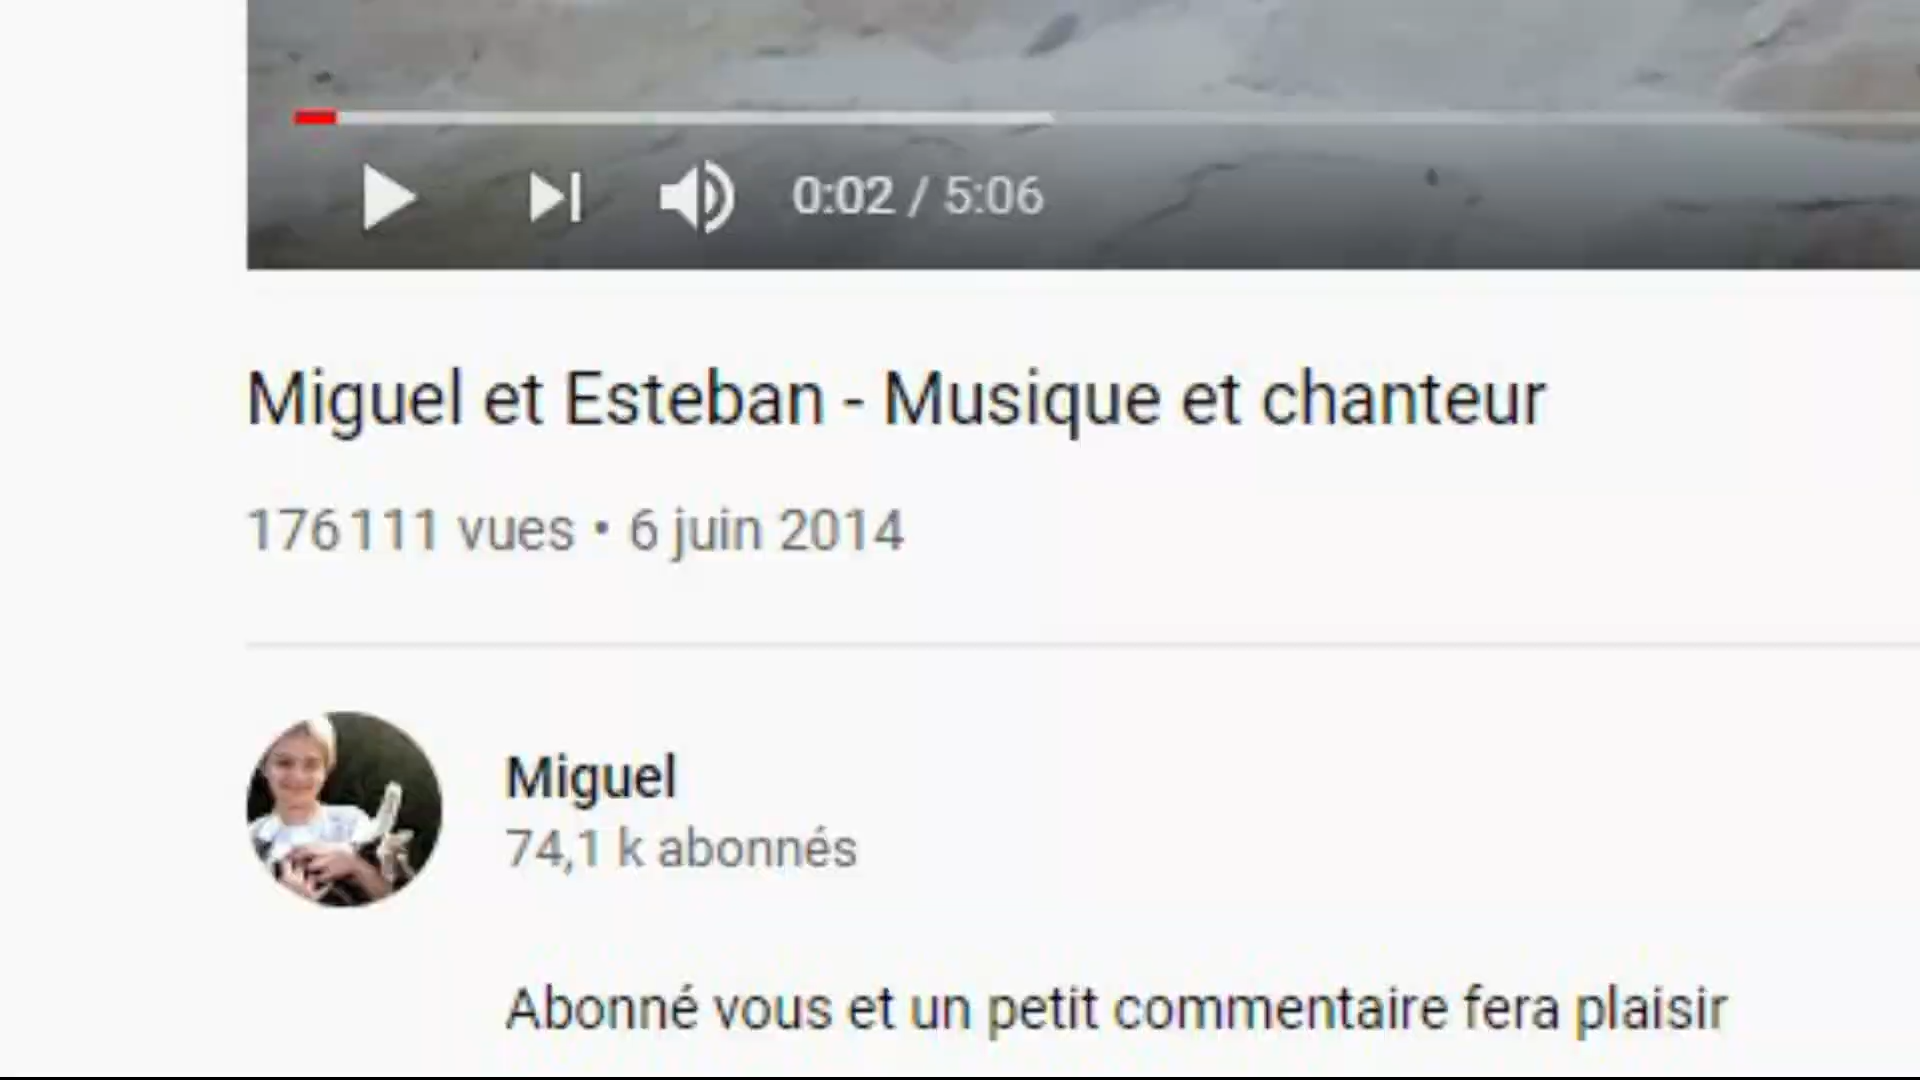 0:02 / 5:06
Miguel et Esteban - Musique et chanteur
176 111 vues • 6 juin 2014
Miguel
74,1 k abonnés
Abonné vous et un petit commentaire fera plaisir